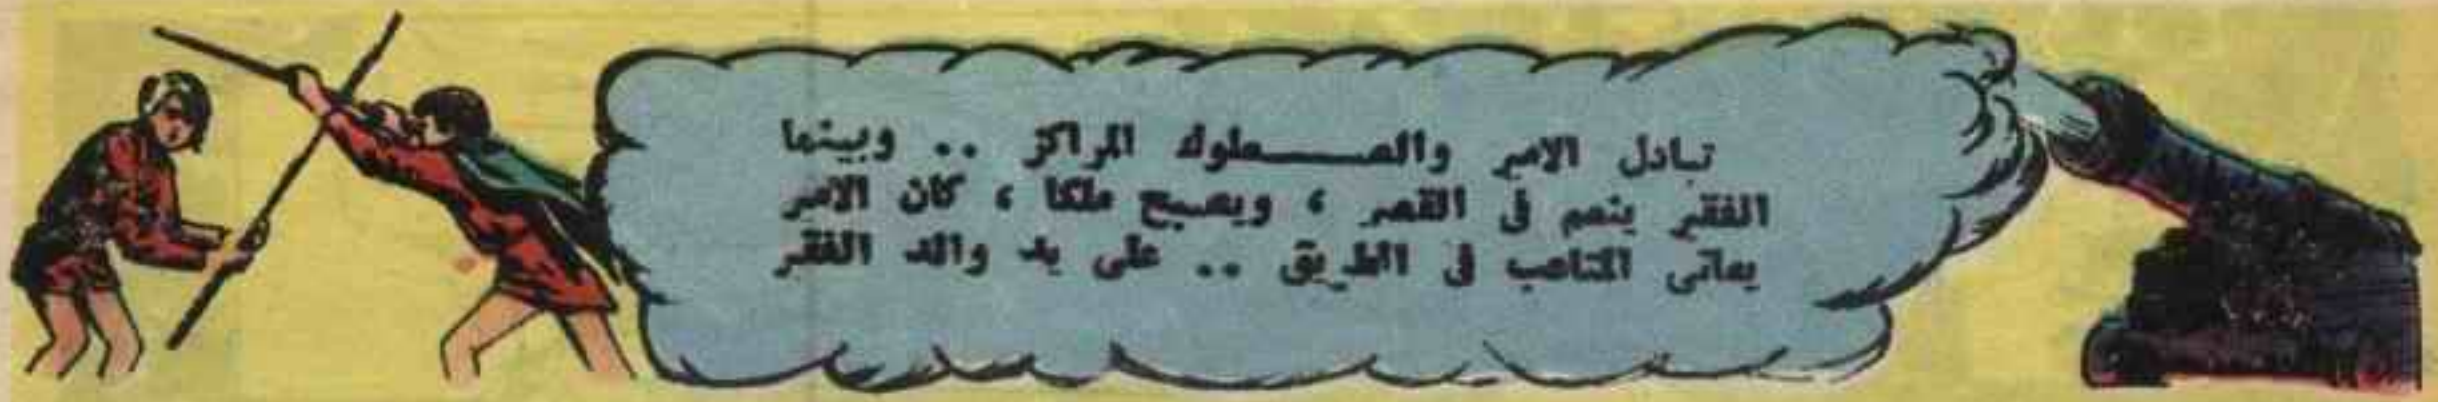 تبادل الامير والصعلوك المراكز .. وبينما
الفقير ينعم فى القصر ، ويصبح ملكا ، كان الامير
يعانى المتاعب فى الطريق .. على يد والد الفقير